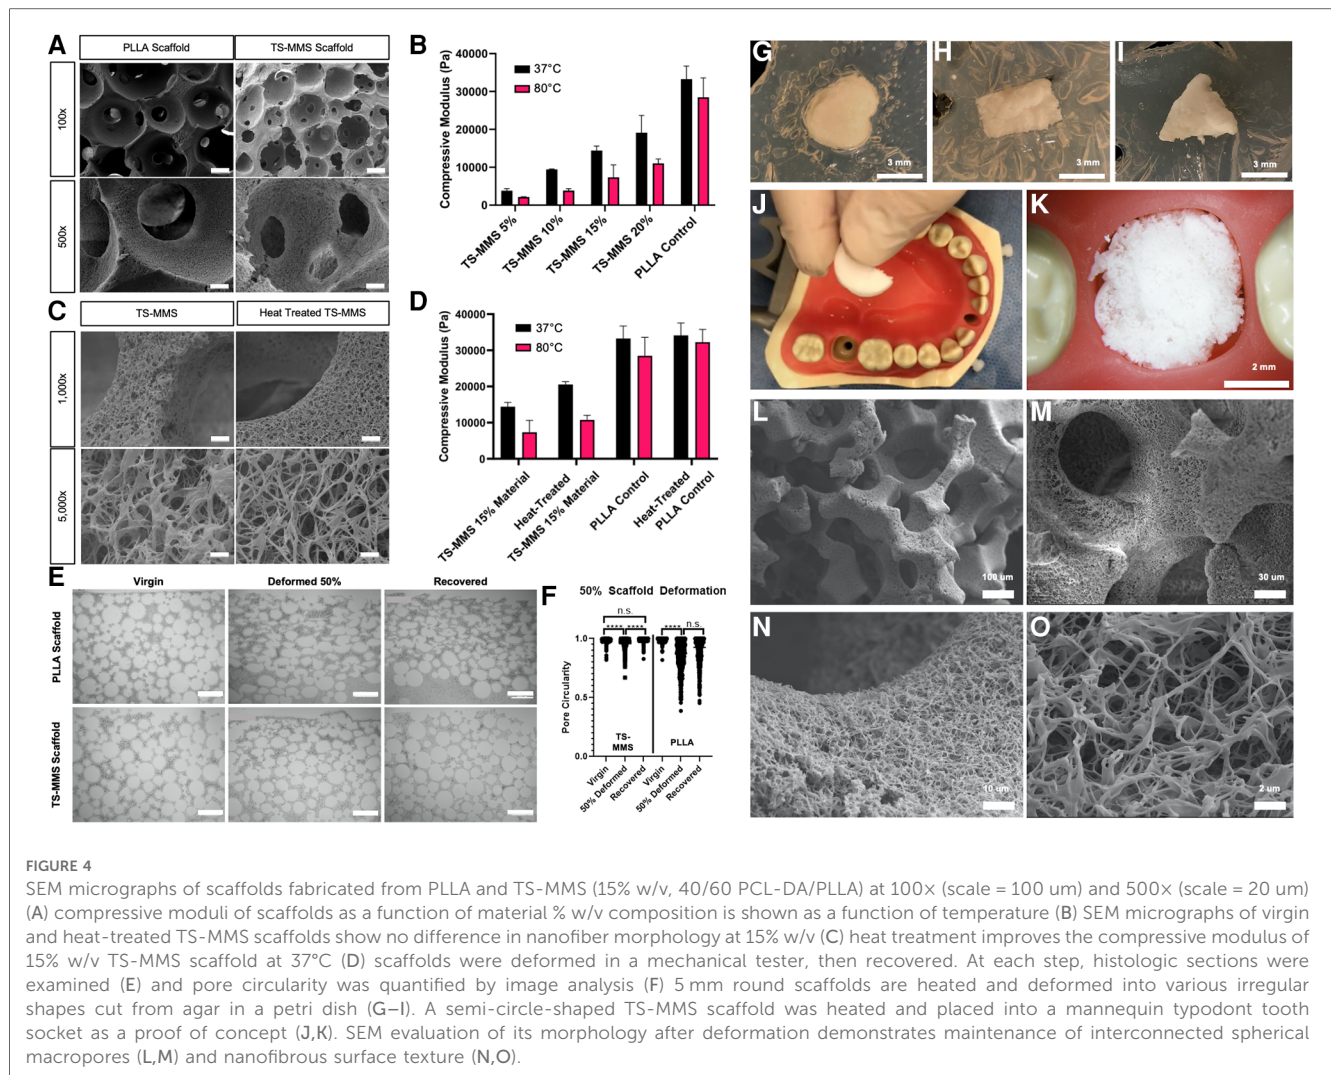 A
PLLA Scaffold
TS-MMS Scaffold
100x
500x
B
Compressive Modulus (Pa)
40000
30000
20000
10000
0
37°C
80°C
TS-MMS 5%
TS-MMS 10%
TS-MMS 15%
TS-MMS 20%
PLLA Control
C
TS-MMS
Heat Treated TS-MMS
1,000x
5,000x
D
Compressive Modulus (Pa)
40000
30000
20000
10000
0
37°C
80°C
TS-MMS 15% Material
Heat-Treated
TS-MMS 15% Material
PLLA Control
Heat-Treated
PLLA Control
E
Virgin
Deformed 50%
Recovered
PLLA Scaffold
TS-MMS Scaffold
F
50% Scaffold Deformation
n.s.
n.s.
**** **** ****
Pore Circularity
1.0
0.5
0.0
TS-
MMS
PLLA
Virgin
50% Deformed
Recovered
Virgin
50% Deformed
Recovered
G
3 mm
H
3 mm
I
3 mm
J
K
2 mm
L
100 um
M
30 um
N
10 um
O
2 um
FIGURE 4
SEM micrographs of scaffolds fabricated from PLLA and TS-MMS (15% w/v, 40/60 PCL-DA/PLLA) at 100× (scale = 100 um) and 500× (scale = 20 um)
(A) compressive moduli of scaffolds as a function of material % w/v composition is shown as a function of temperature (B) SEM micrographs of virgin
and heat-treated TS-MMS scaffolds show no difference in nanofiber morphology at 15% w/v (C) heat treatment improves the compressive modulus of
15% w/v TS-MMS scaffold at 37°C (D) scaffolds were deformed in a mechanical tester, then recovered. At each step, histologic sections were
examined (E) and pore circularity was quantified by image analysis (F) 5 mm round scaffolds are heated and deformed into various irregular
shapes cut from agar in a petri dish (G–I). A semi-circle-shaped TS-MMS scaffold was heated and placed into a mannequin typodont tooth
socket as a proof of concept (J,K). SEM evaluation of its morphology after deformation demonstrates maintenance of interconnected spherical
macropores (L,M) and nanofibrous surface texture (N,O).